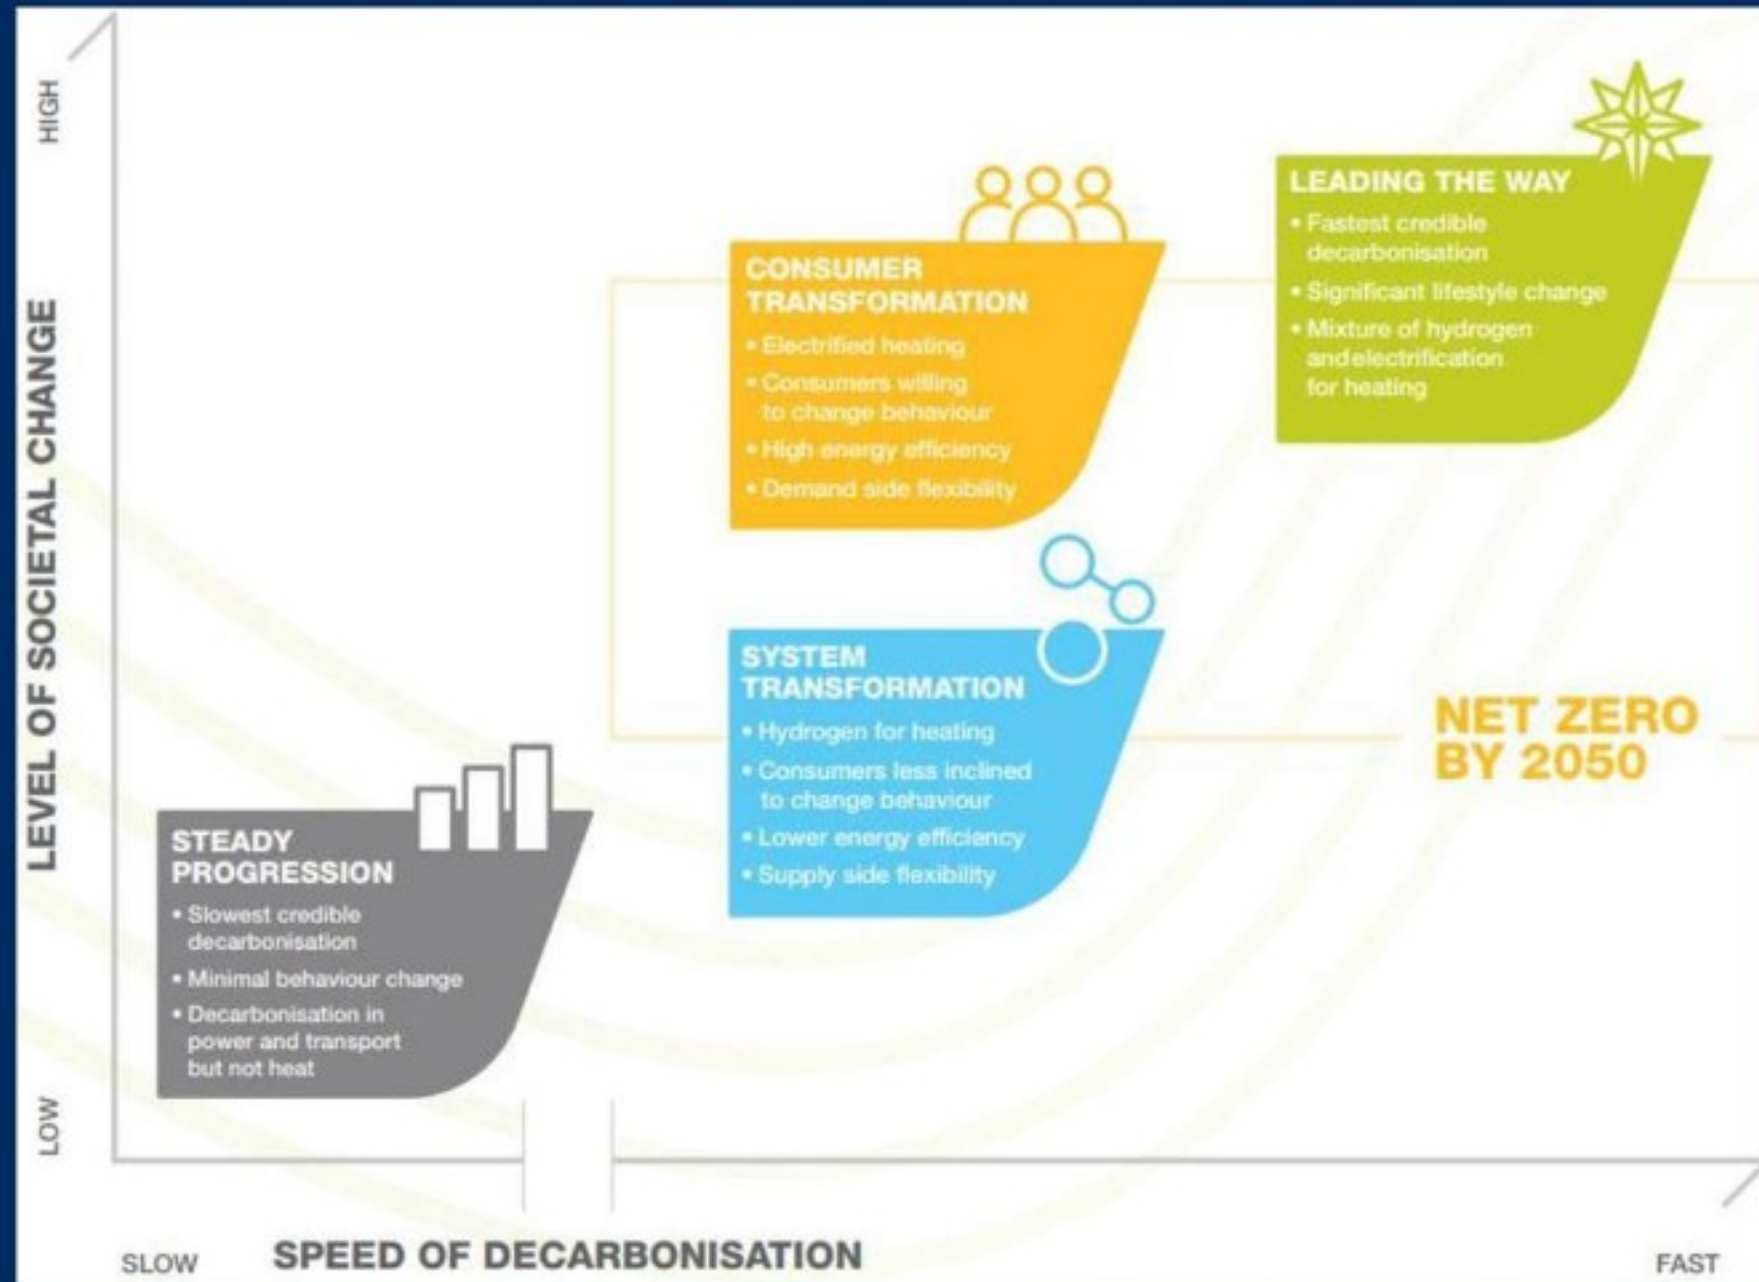 HIGH
LEVEL OF SOCIETAL CHANGE
LOW
LEADING THE WAY
• Fastest credible
decarbonisation
• Significant lifestyle change
• Mixture of hydrogen
andelectrification
for heating
CONSUMER
TRANSFORMATION
• Electrified heating
• Consumers willing
to change behaviour
• High energy efficiency
• Demand side flexibility
SYSTEM
TRANSFORMATION
• Hydrogen for heating
• Consumers less inclined
to change behaviour
• Lower energy efficiency
• Supply side flexibility
NET ZERO
BY 2050
STEADY
PROGRESSION
• Slowest credible
decarbonisation
• Minimal behaviour change
• Decarbonisation in
power and transport
but not heat
SLOW
SPEED OF DECARBONISATION
FAST